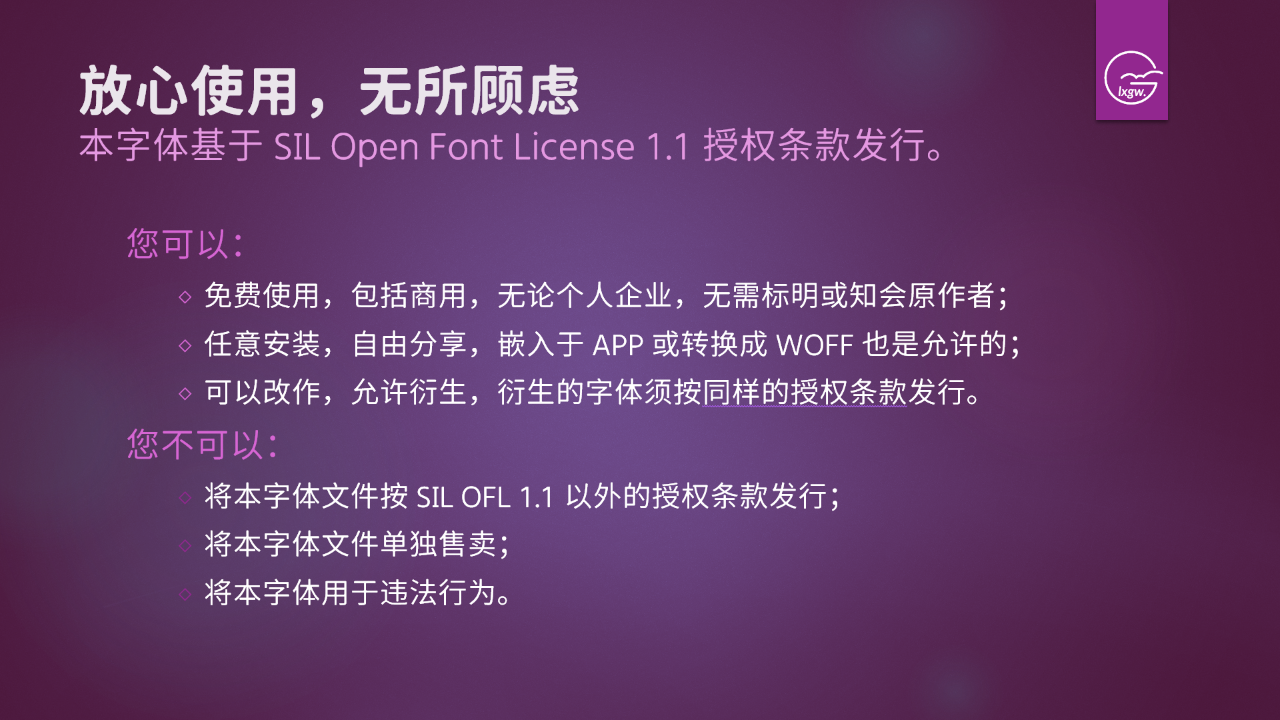 放心使用，无所顾虑
lxgw.
本字体基于 SIL Open Font License 1.1 授权条款发行。
您可以：
免费使用，包括商用，无论个人企业，无需标明或知会原作者；
任意安装，自由分享，嵌入于 APP 或转换成 WOFF 也是允许的；
可以改作，允许衍生，衍生的字体须按同样的授权条款发行。
您不可以：
将本字体文件按 SIL OFL 1.1 以外的授权条款发行；
将本字体文件单独售卖；
将本字体用于违法行为。